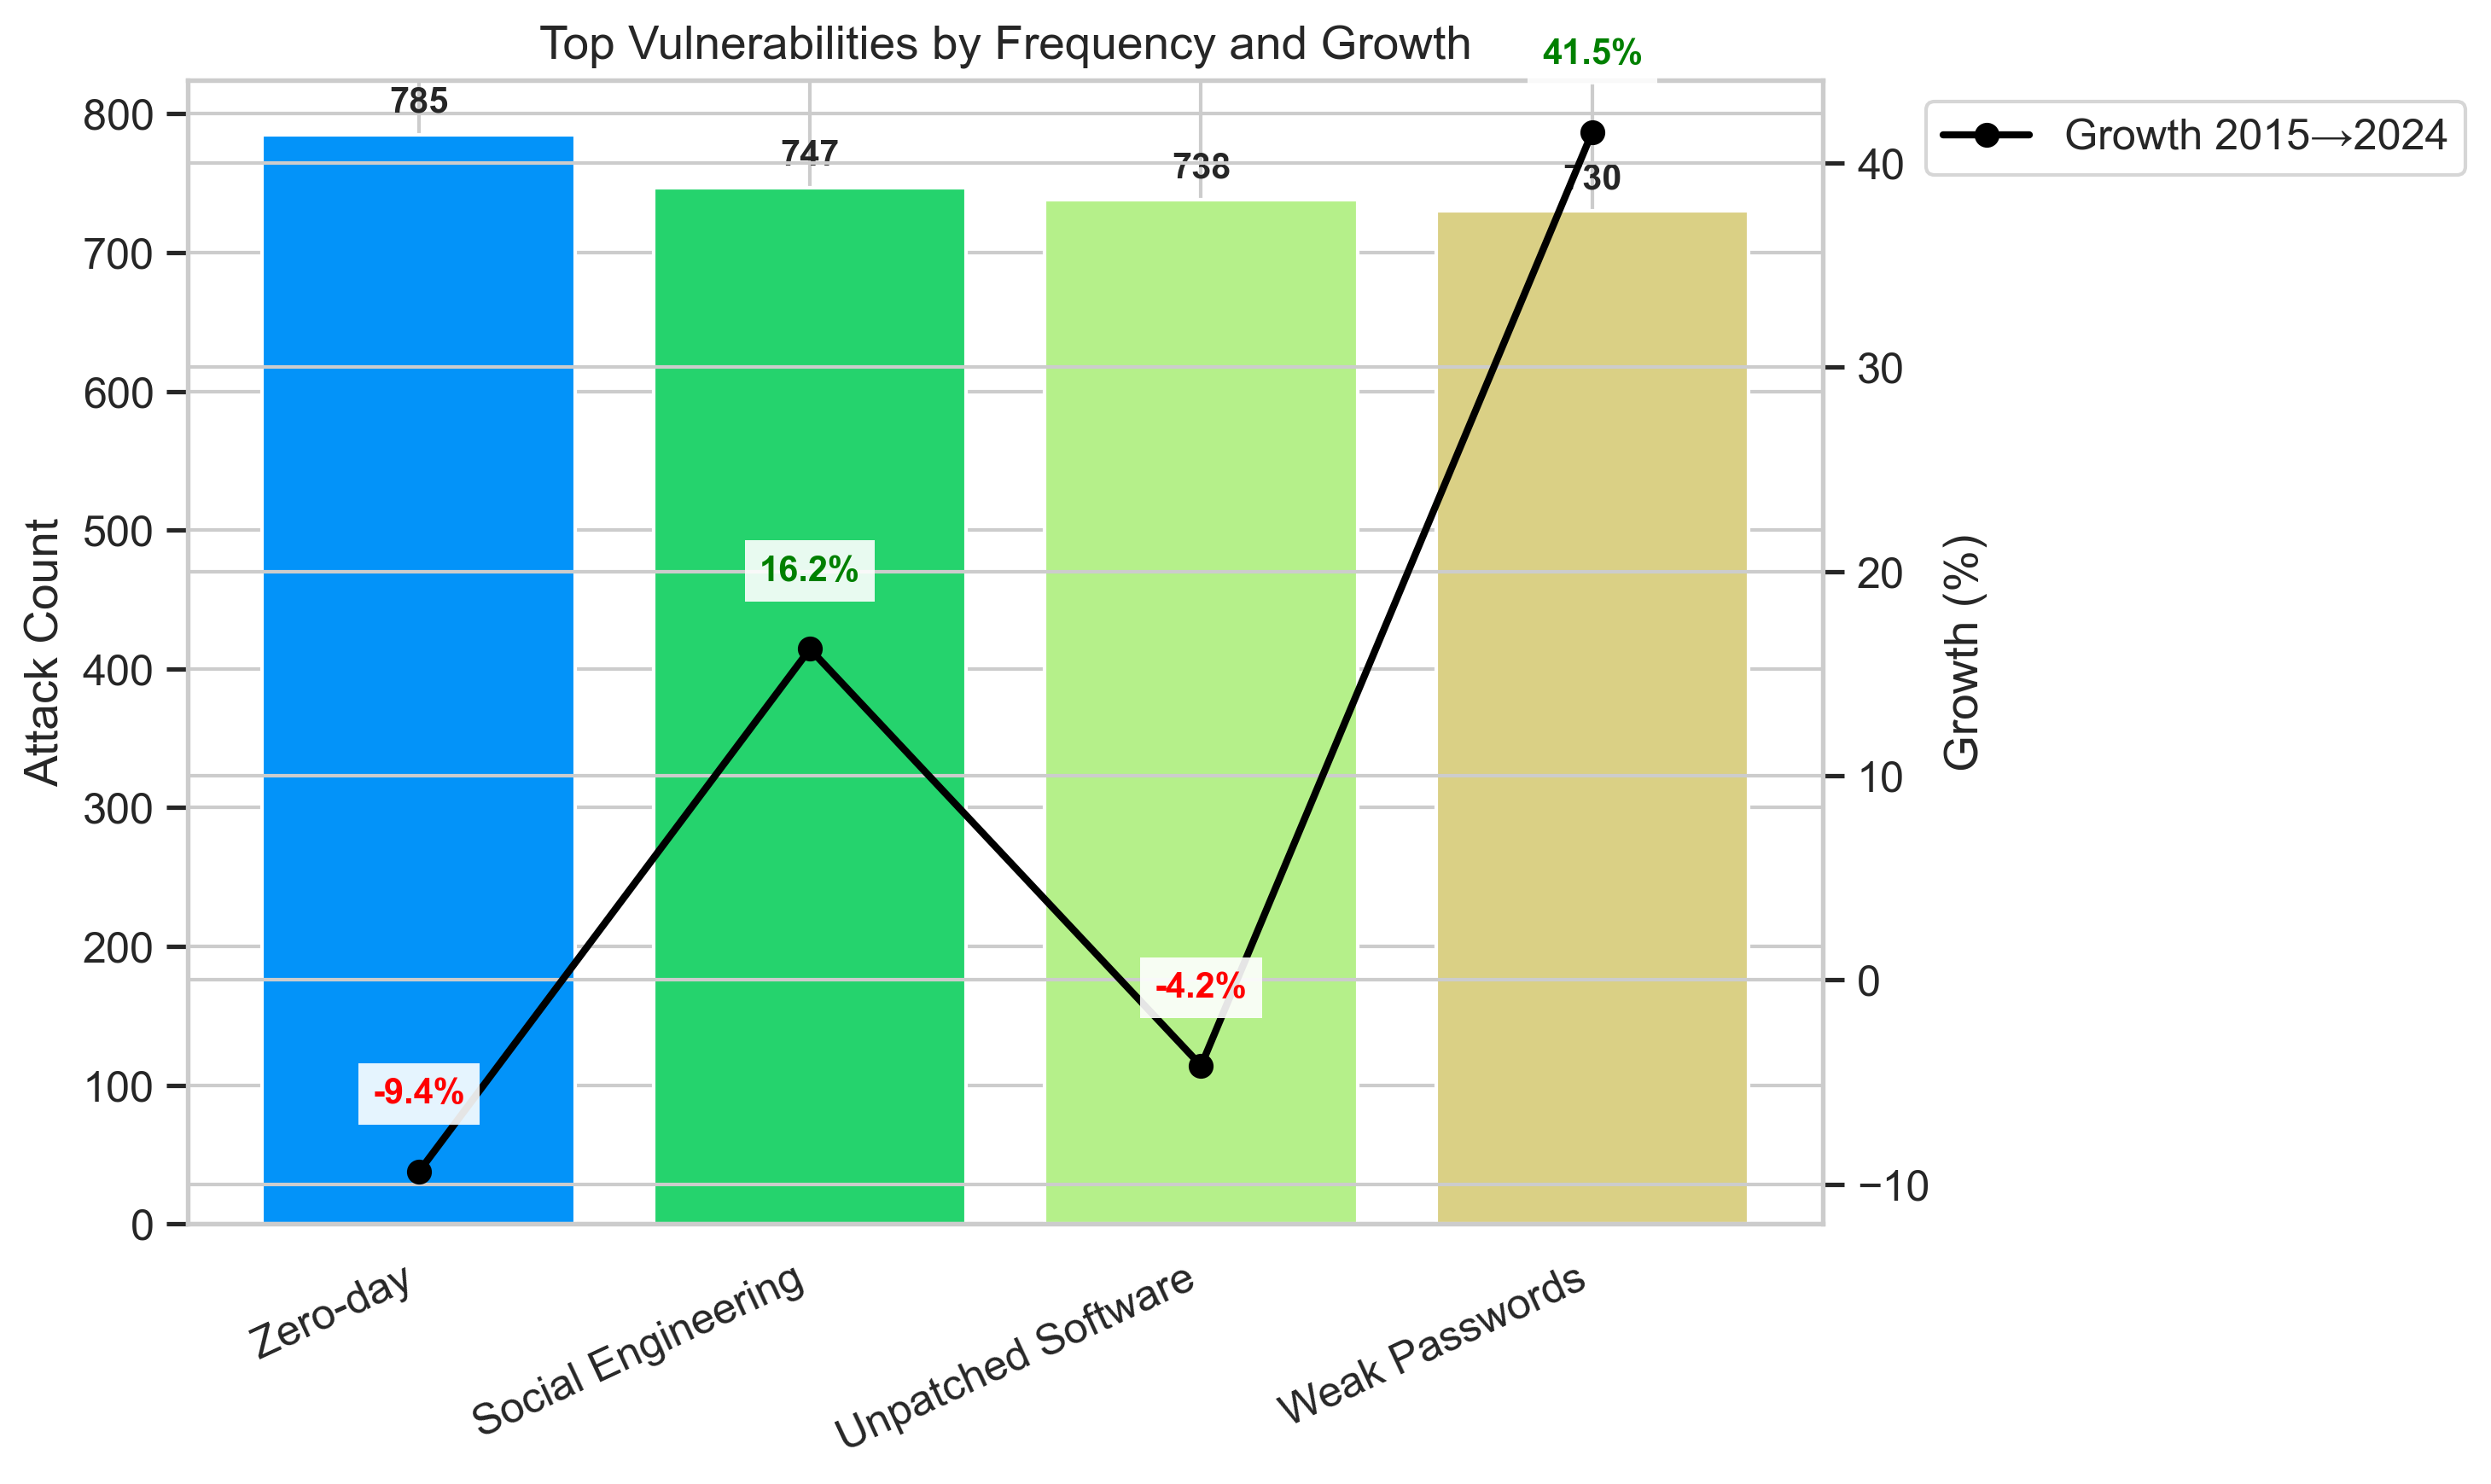 Top Vulnerabilities by Frequency and Growth
41.5%
785
747
738
730
16.2%
-4.2%
-9.4%
Growth 2015→2024
Attack Count
800
700
600
500
400
300
200
100
0
Growth (%)
40
30
20
10
0
−10
Zero-day
Social Engineering
Unpatched Software
Weak Passwords